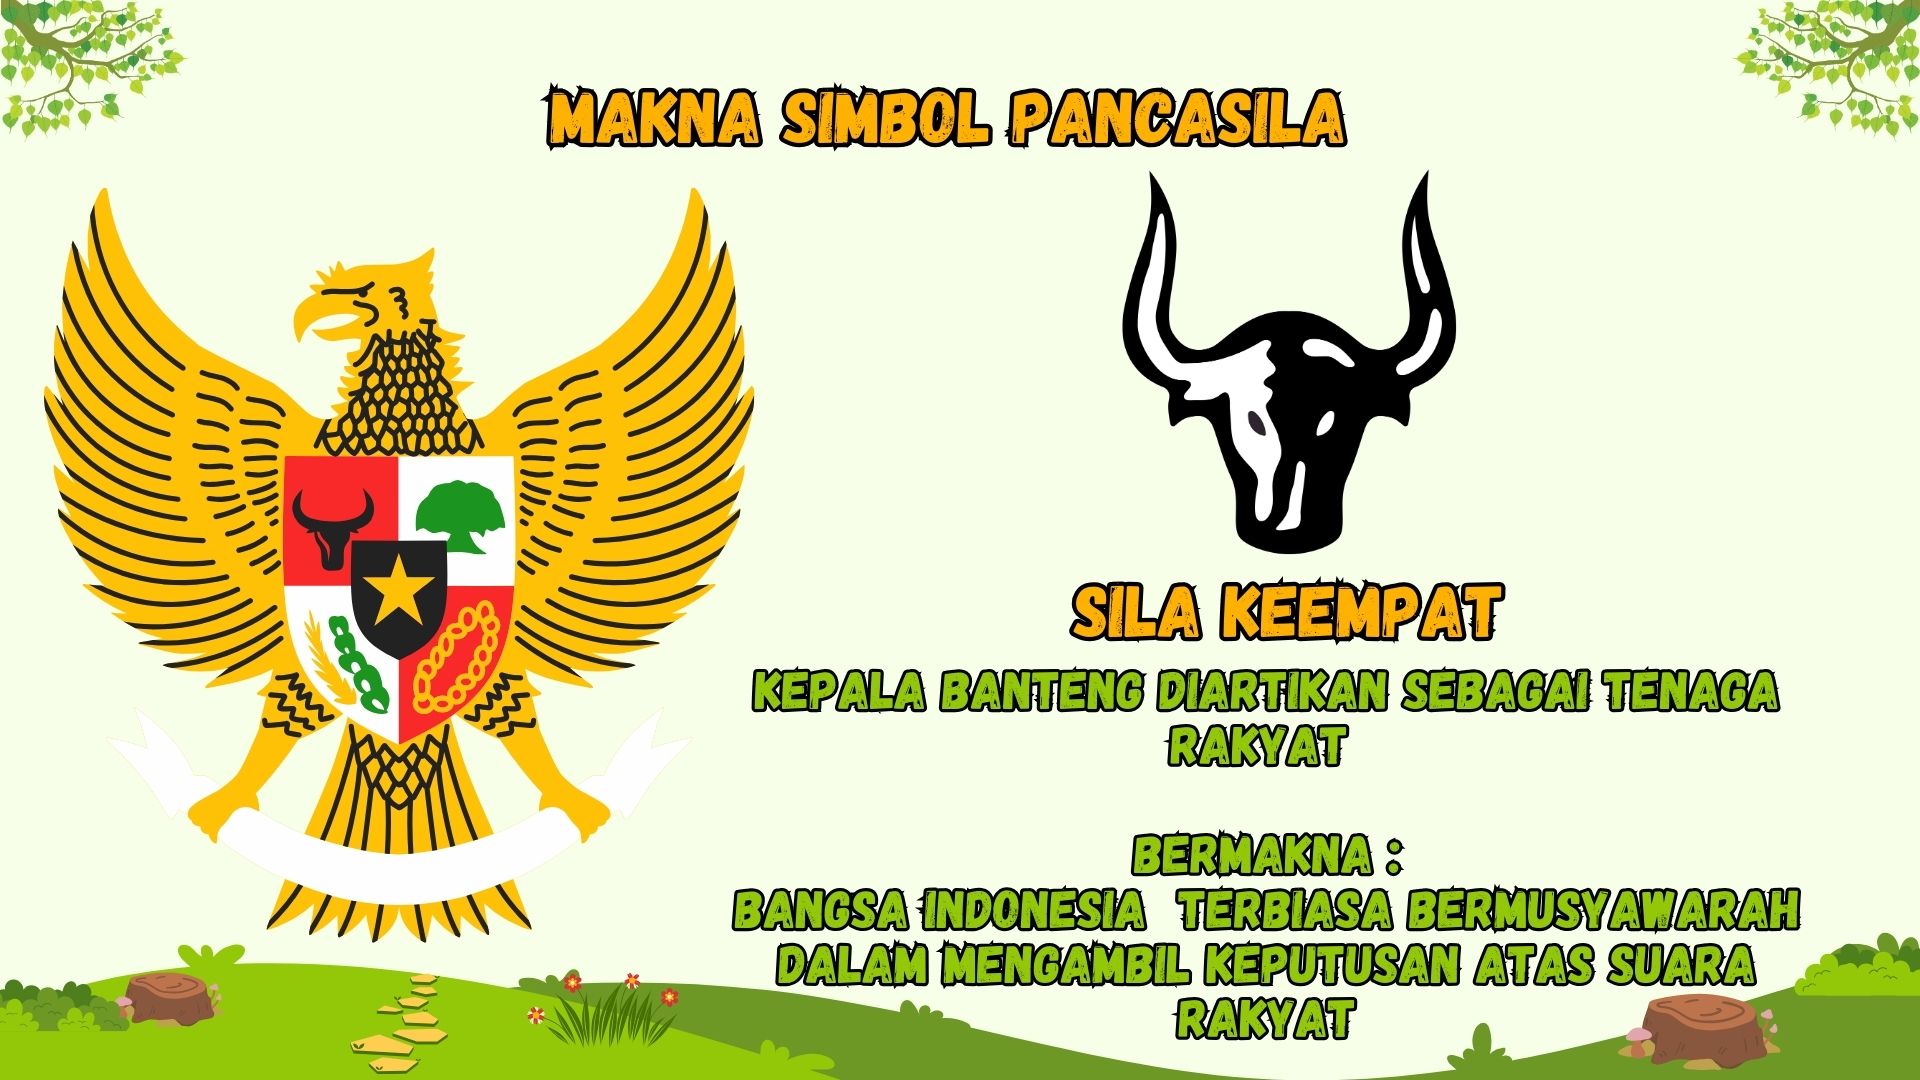 MAKNA SIMBOL PANCASILA
SILA KEEMPAT
KEPALA BANTENG DIARTIKAN SEBAGAI TENAGA
RAKYAT
BERMAKNA :
BANGSA INDONESIA TERBIASA BERMUSYAWARAH
DALAM MENGAMBIL KEPUTUSAN ATAS SUARA
RAKYAT